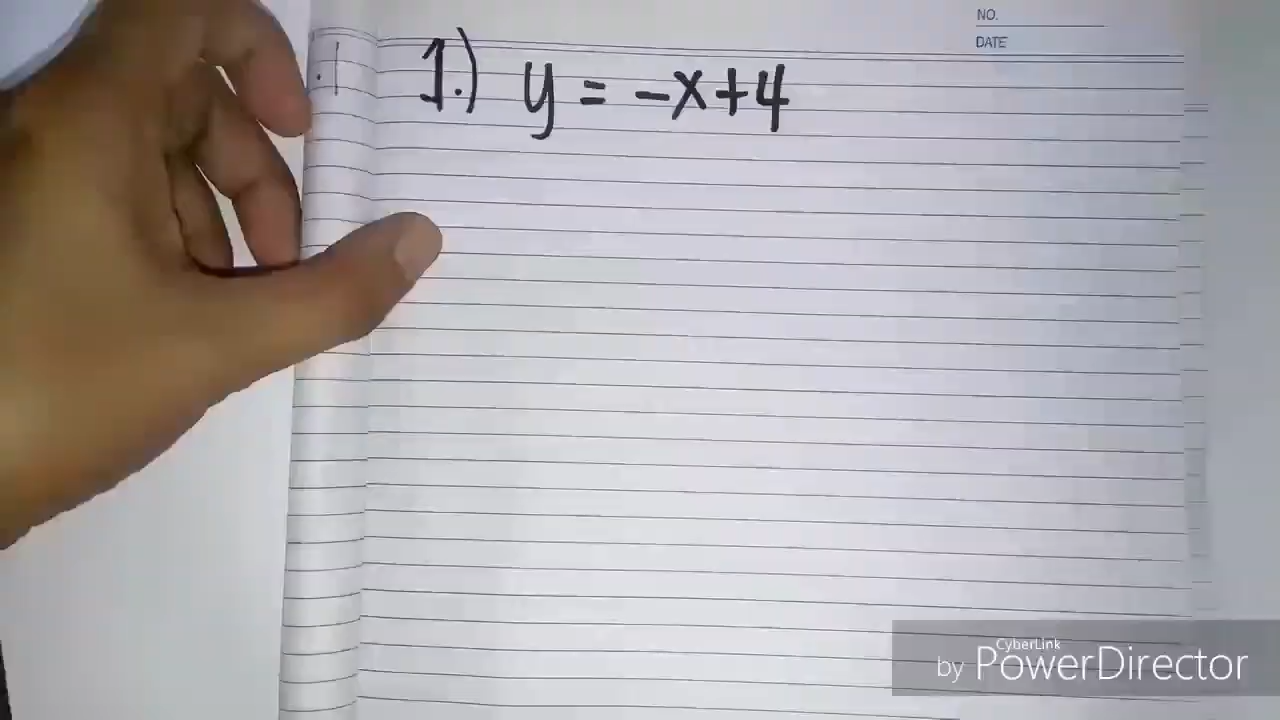 NO.
DATE
1.) y = -x+4
CyberLink
by PowerDirector